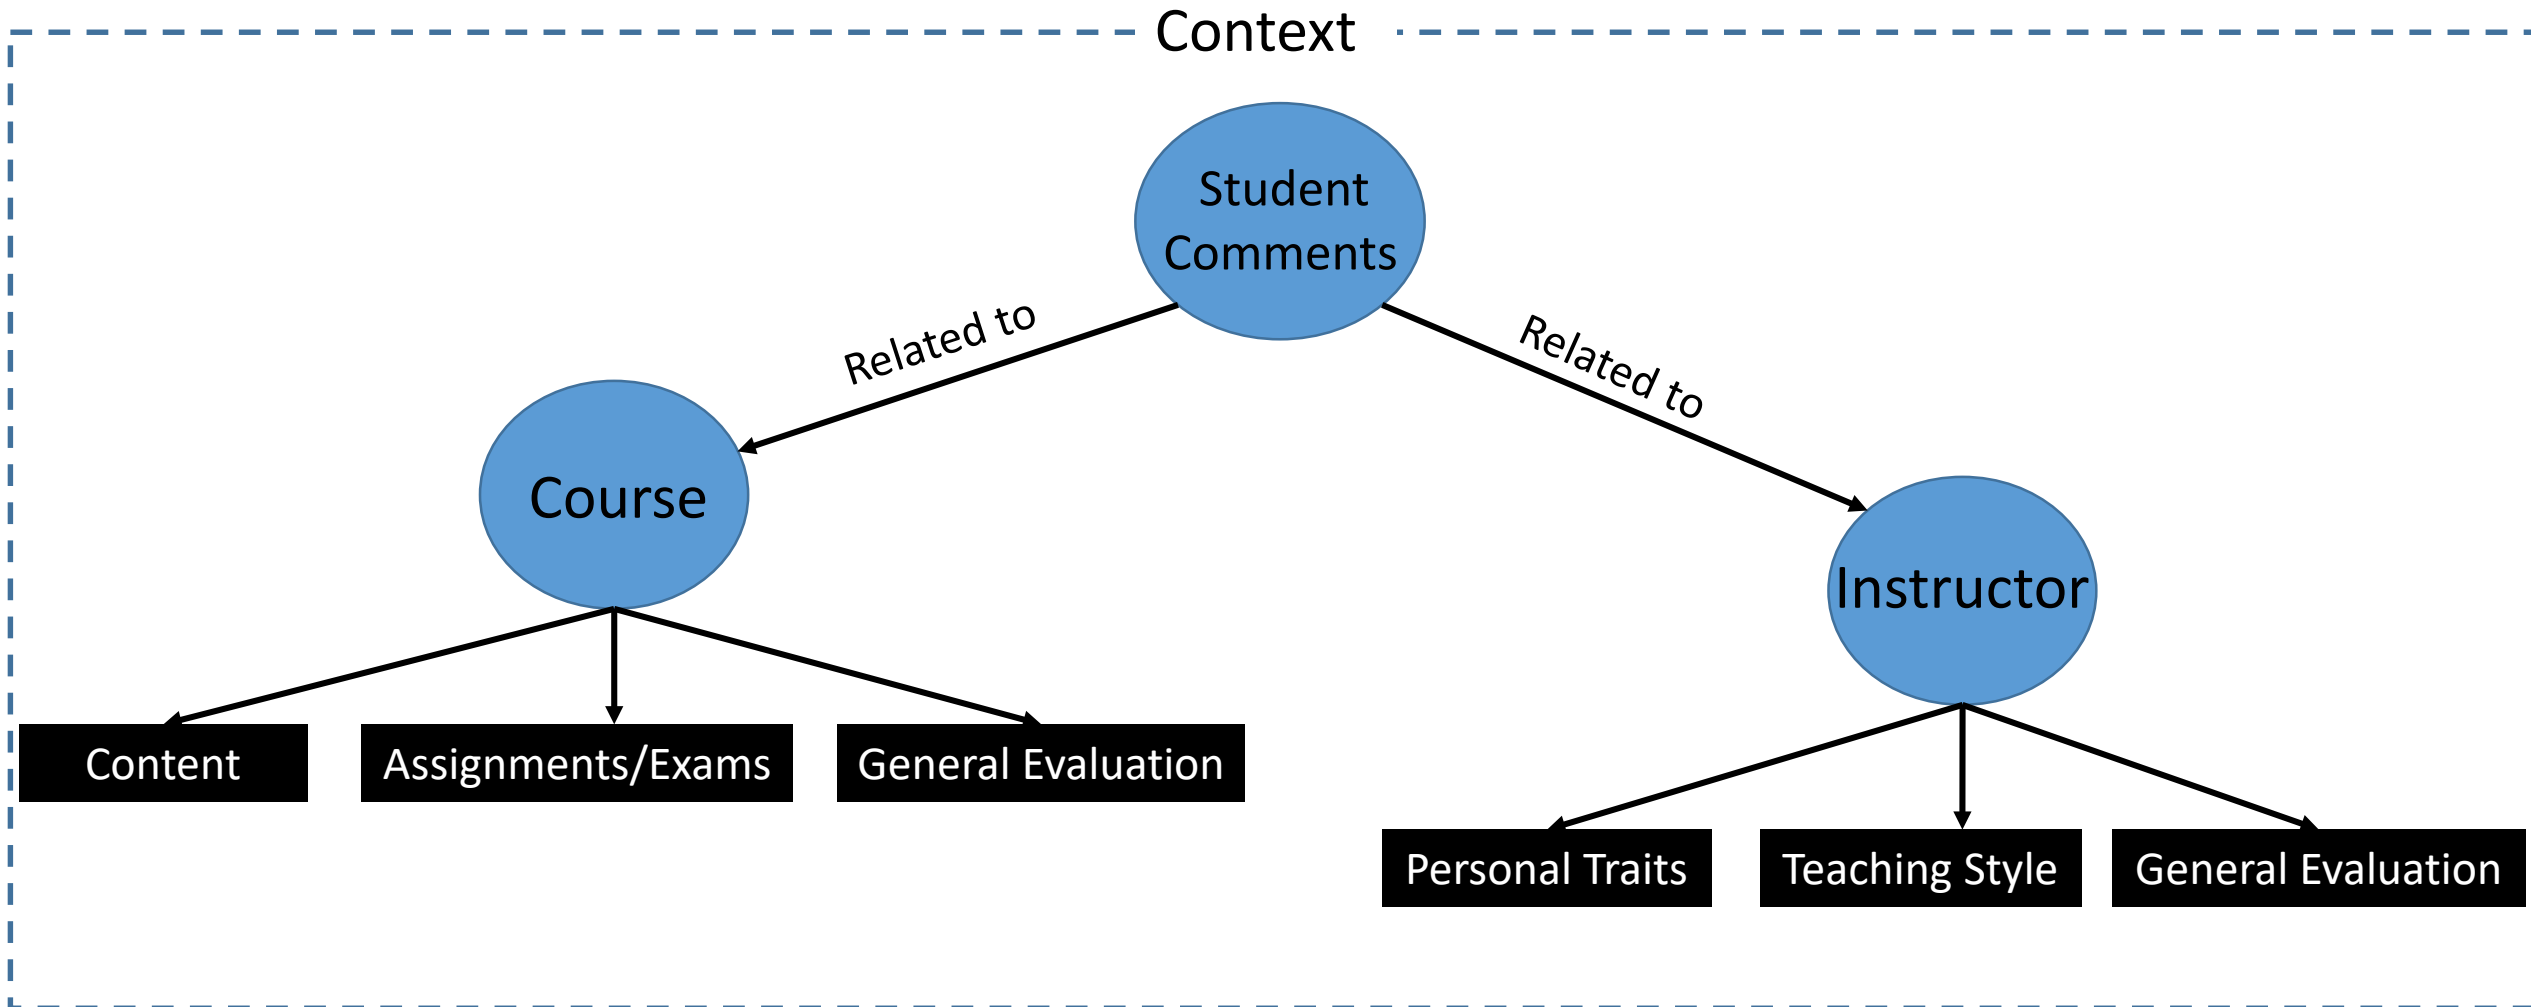 Context
Student
Comments
Related to
Related to
Course
Instructor
Content
Assignments/Exams
General Evaluation
Personal Traits
Teaching Style
General Evaluation